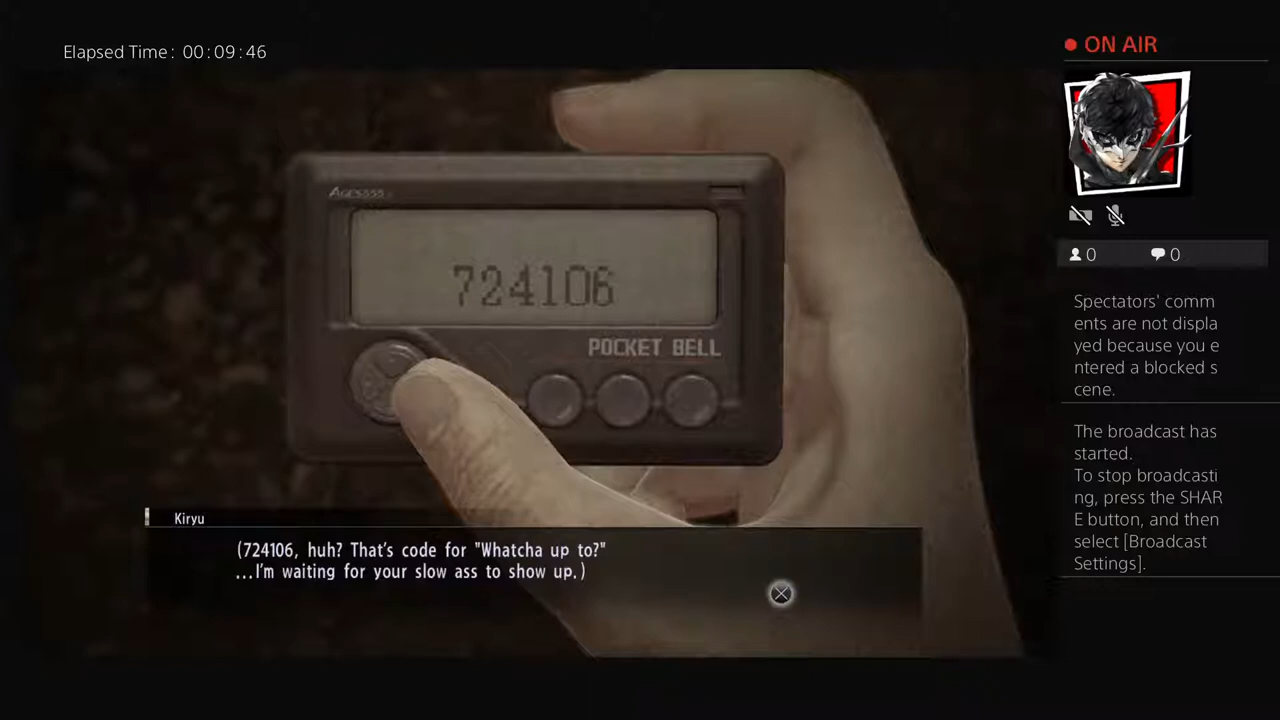 Elapsed Time: 00:09:46
ON AIR
AGES555
724106
POCKET BELL
0
0
Spectators' comm
ents are not displa
yed because you e
ntered a blocked s
cene.
The broadcast has
started.
To stop broadcasti
ng, press the SHAR
E button, and then
select [Broadcast
Settings].
Kiryu
(724106, huh? That's code for "Whatcha up to?"
...I'm waiting for your slow ass to show up.)